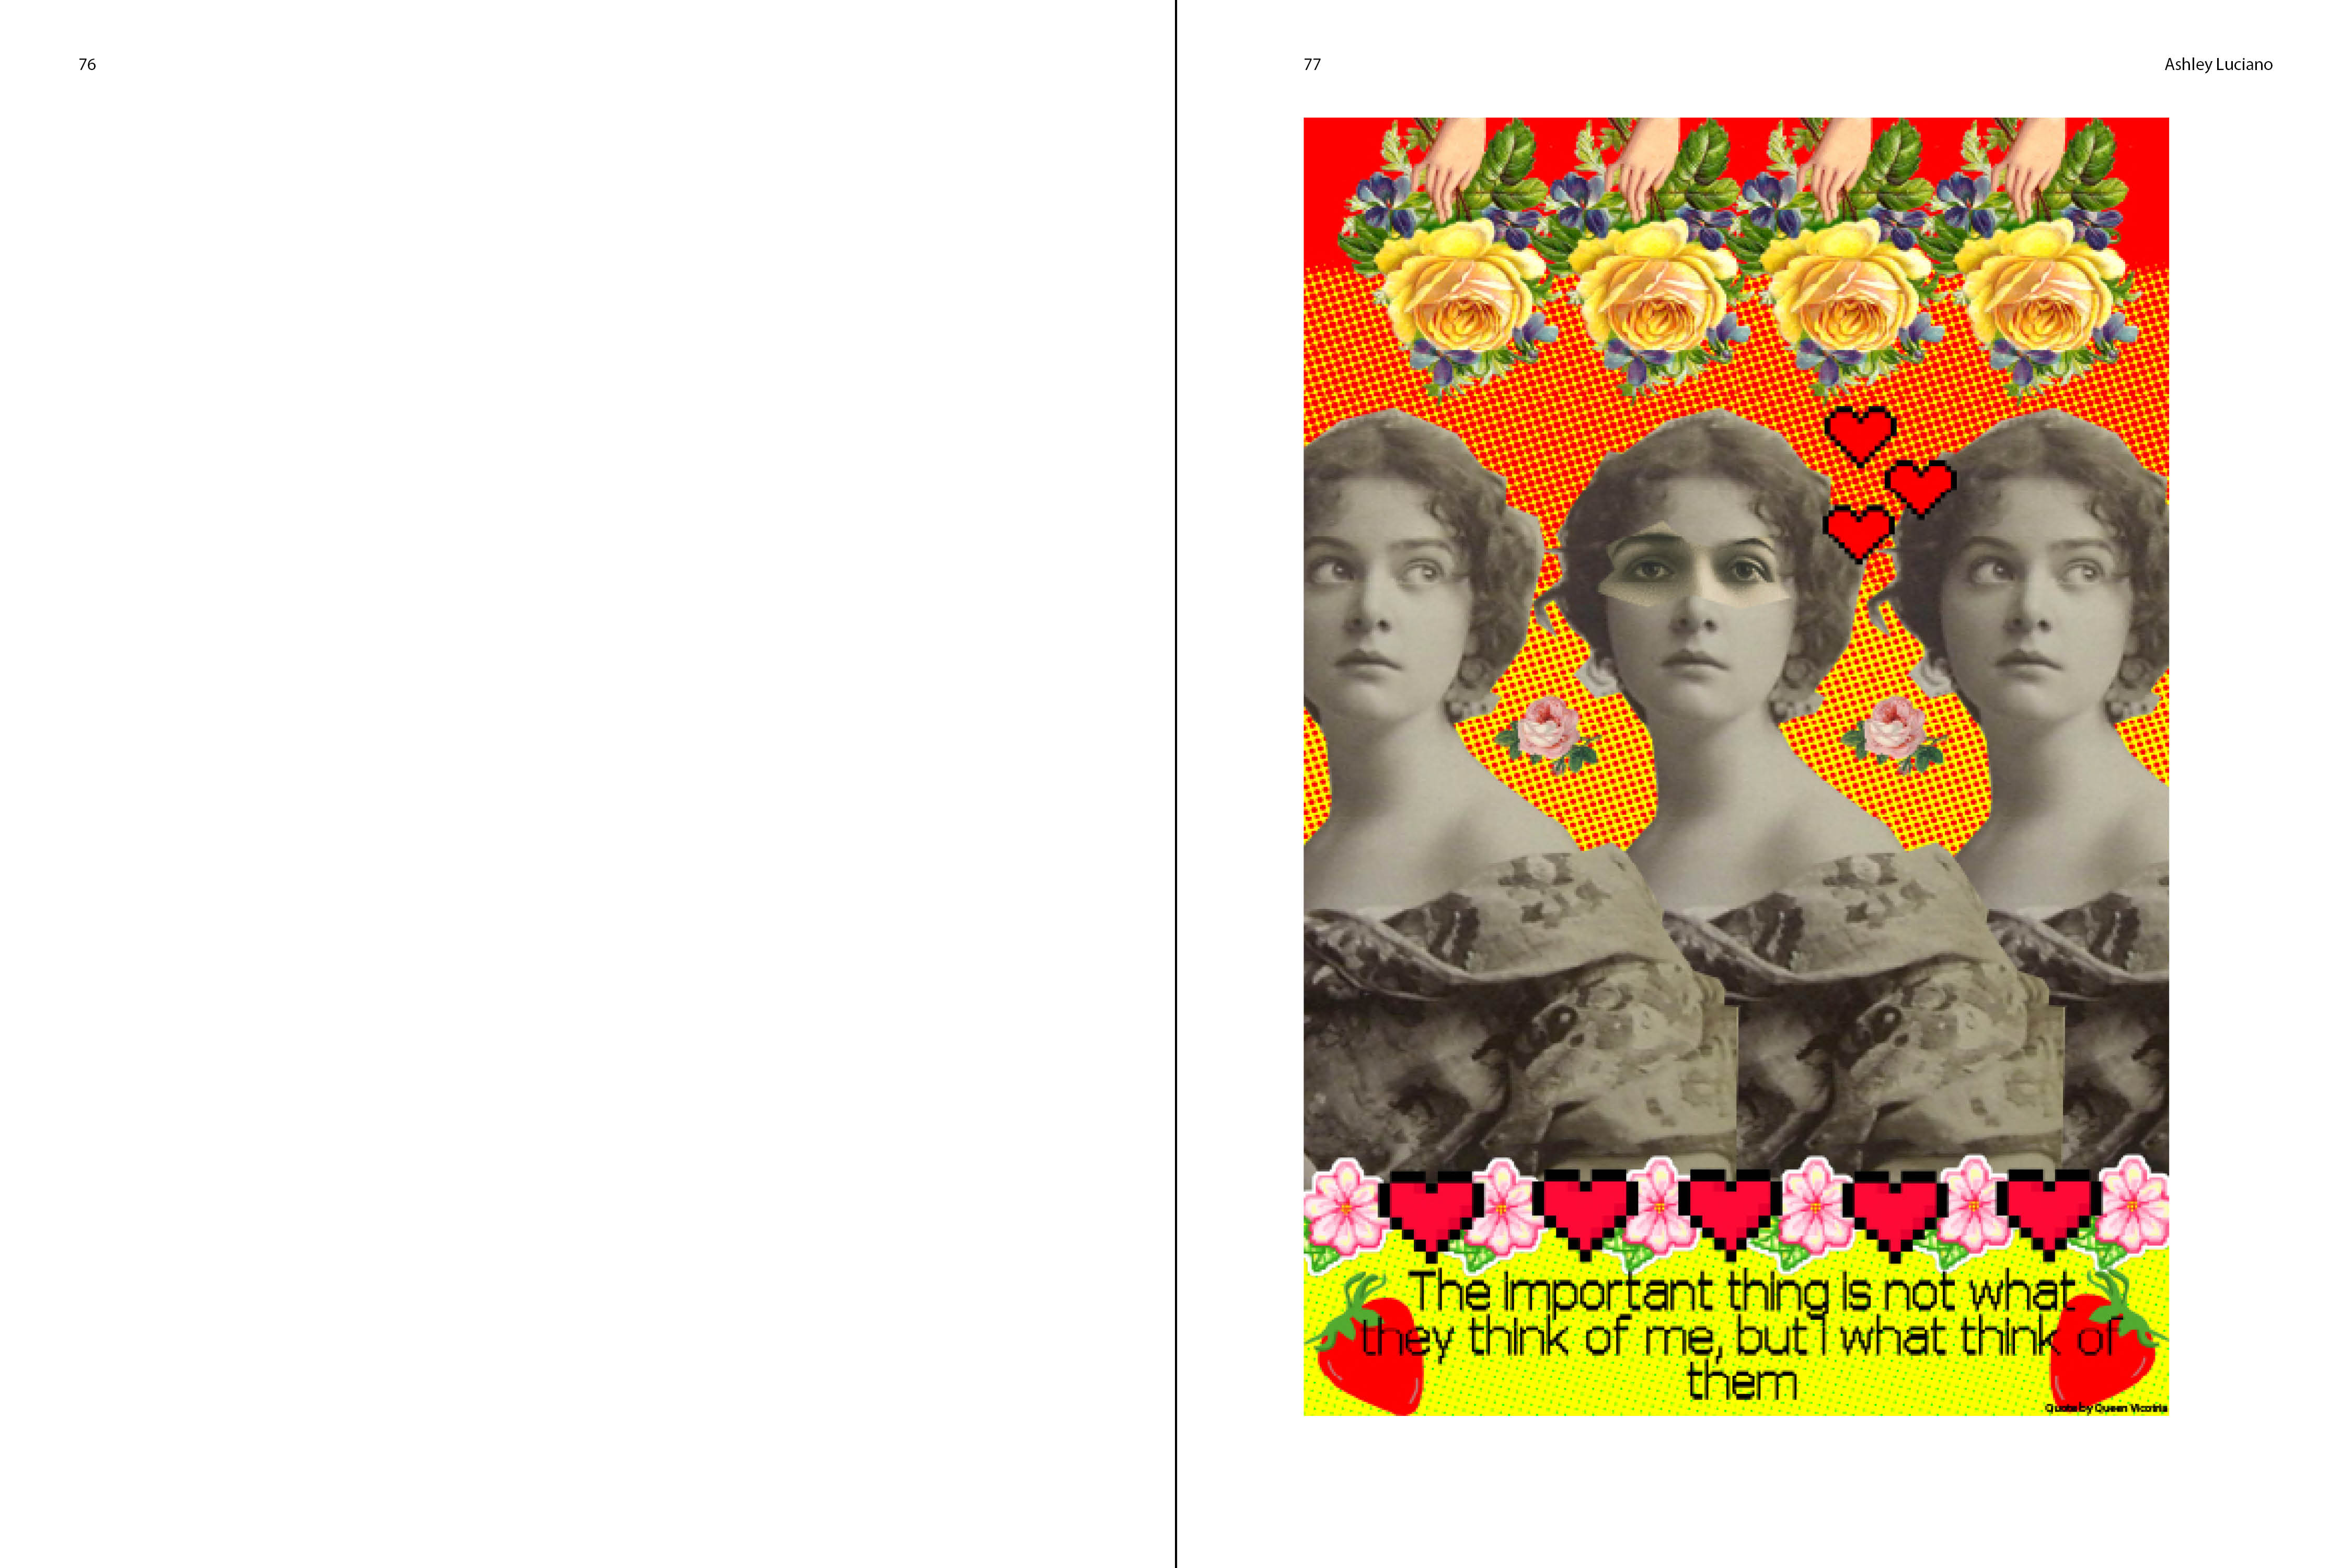 76
77
Ashley Luciano
The important thing is not what
they think of me, but i what think of
them
Quote by Queen Vicotria